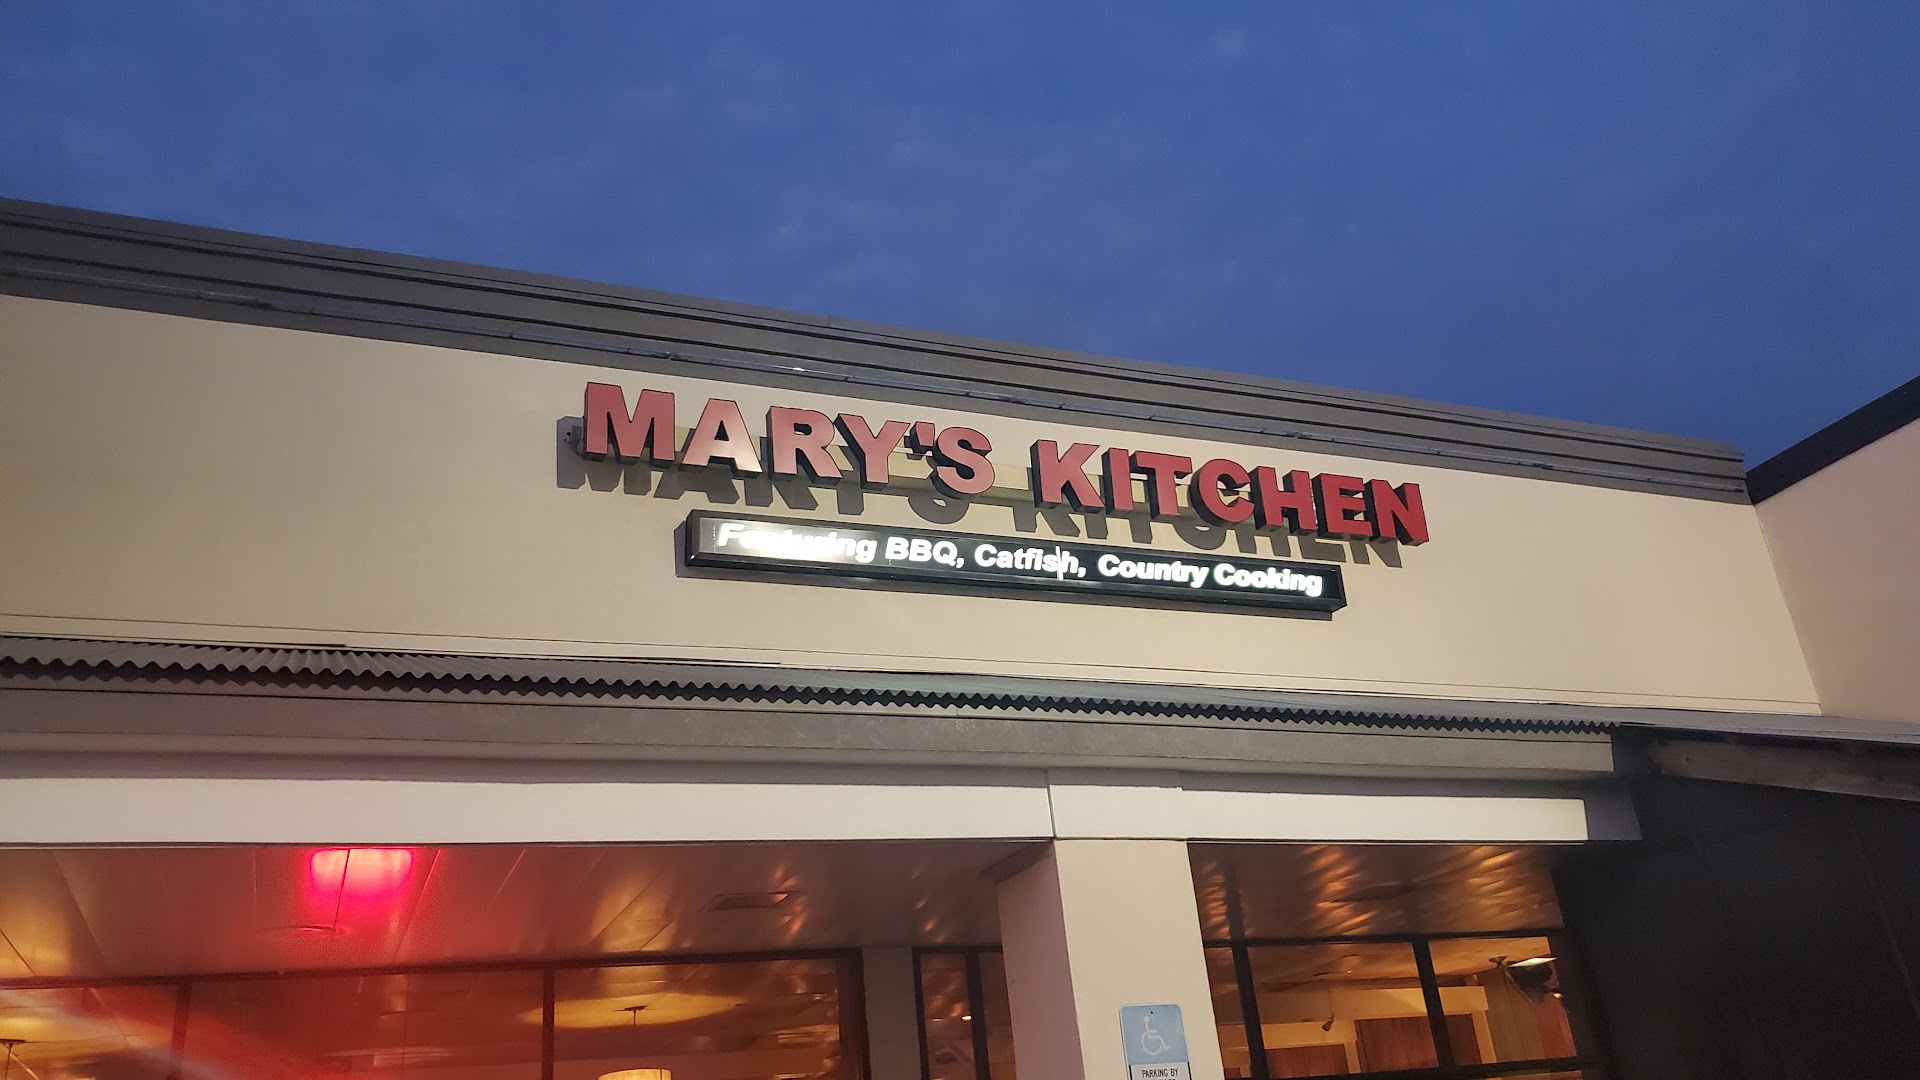 MARY'S KITCHEN
Featuring BBQ, Catfish, Country Cooking
PARKING BY